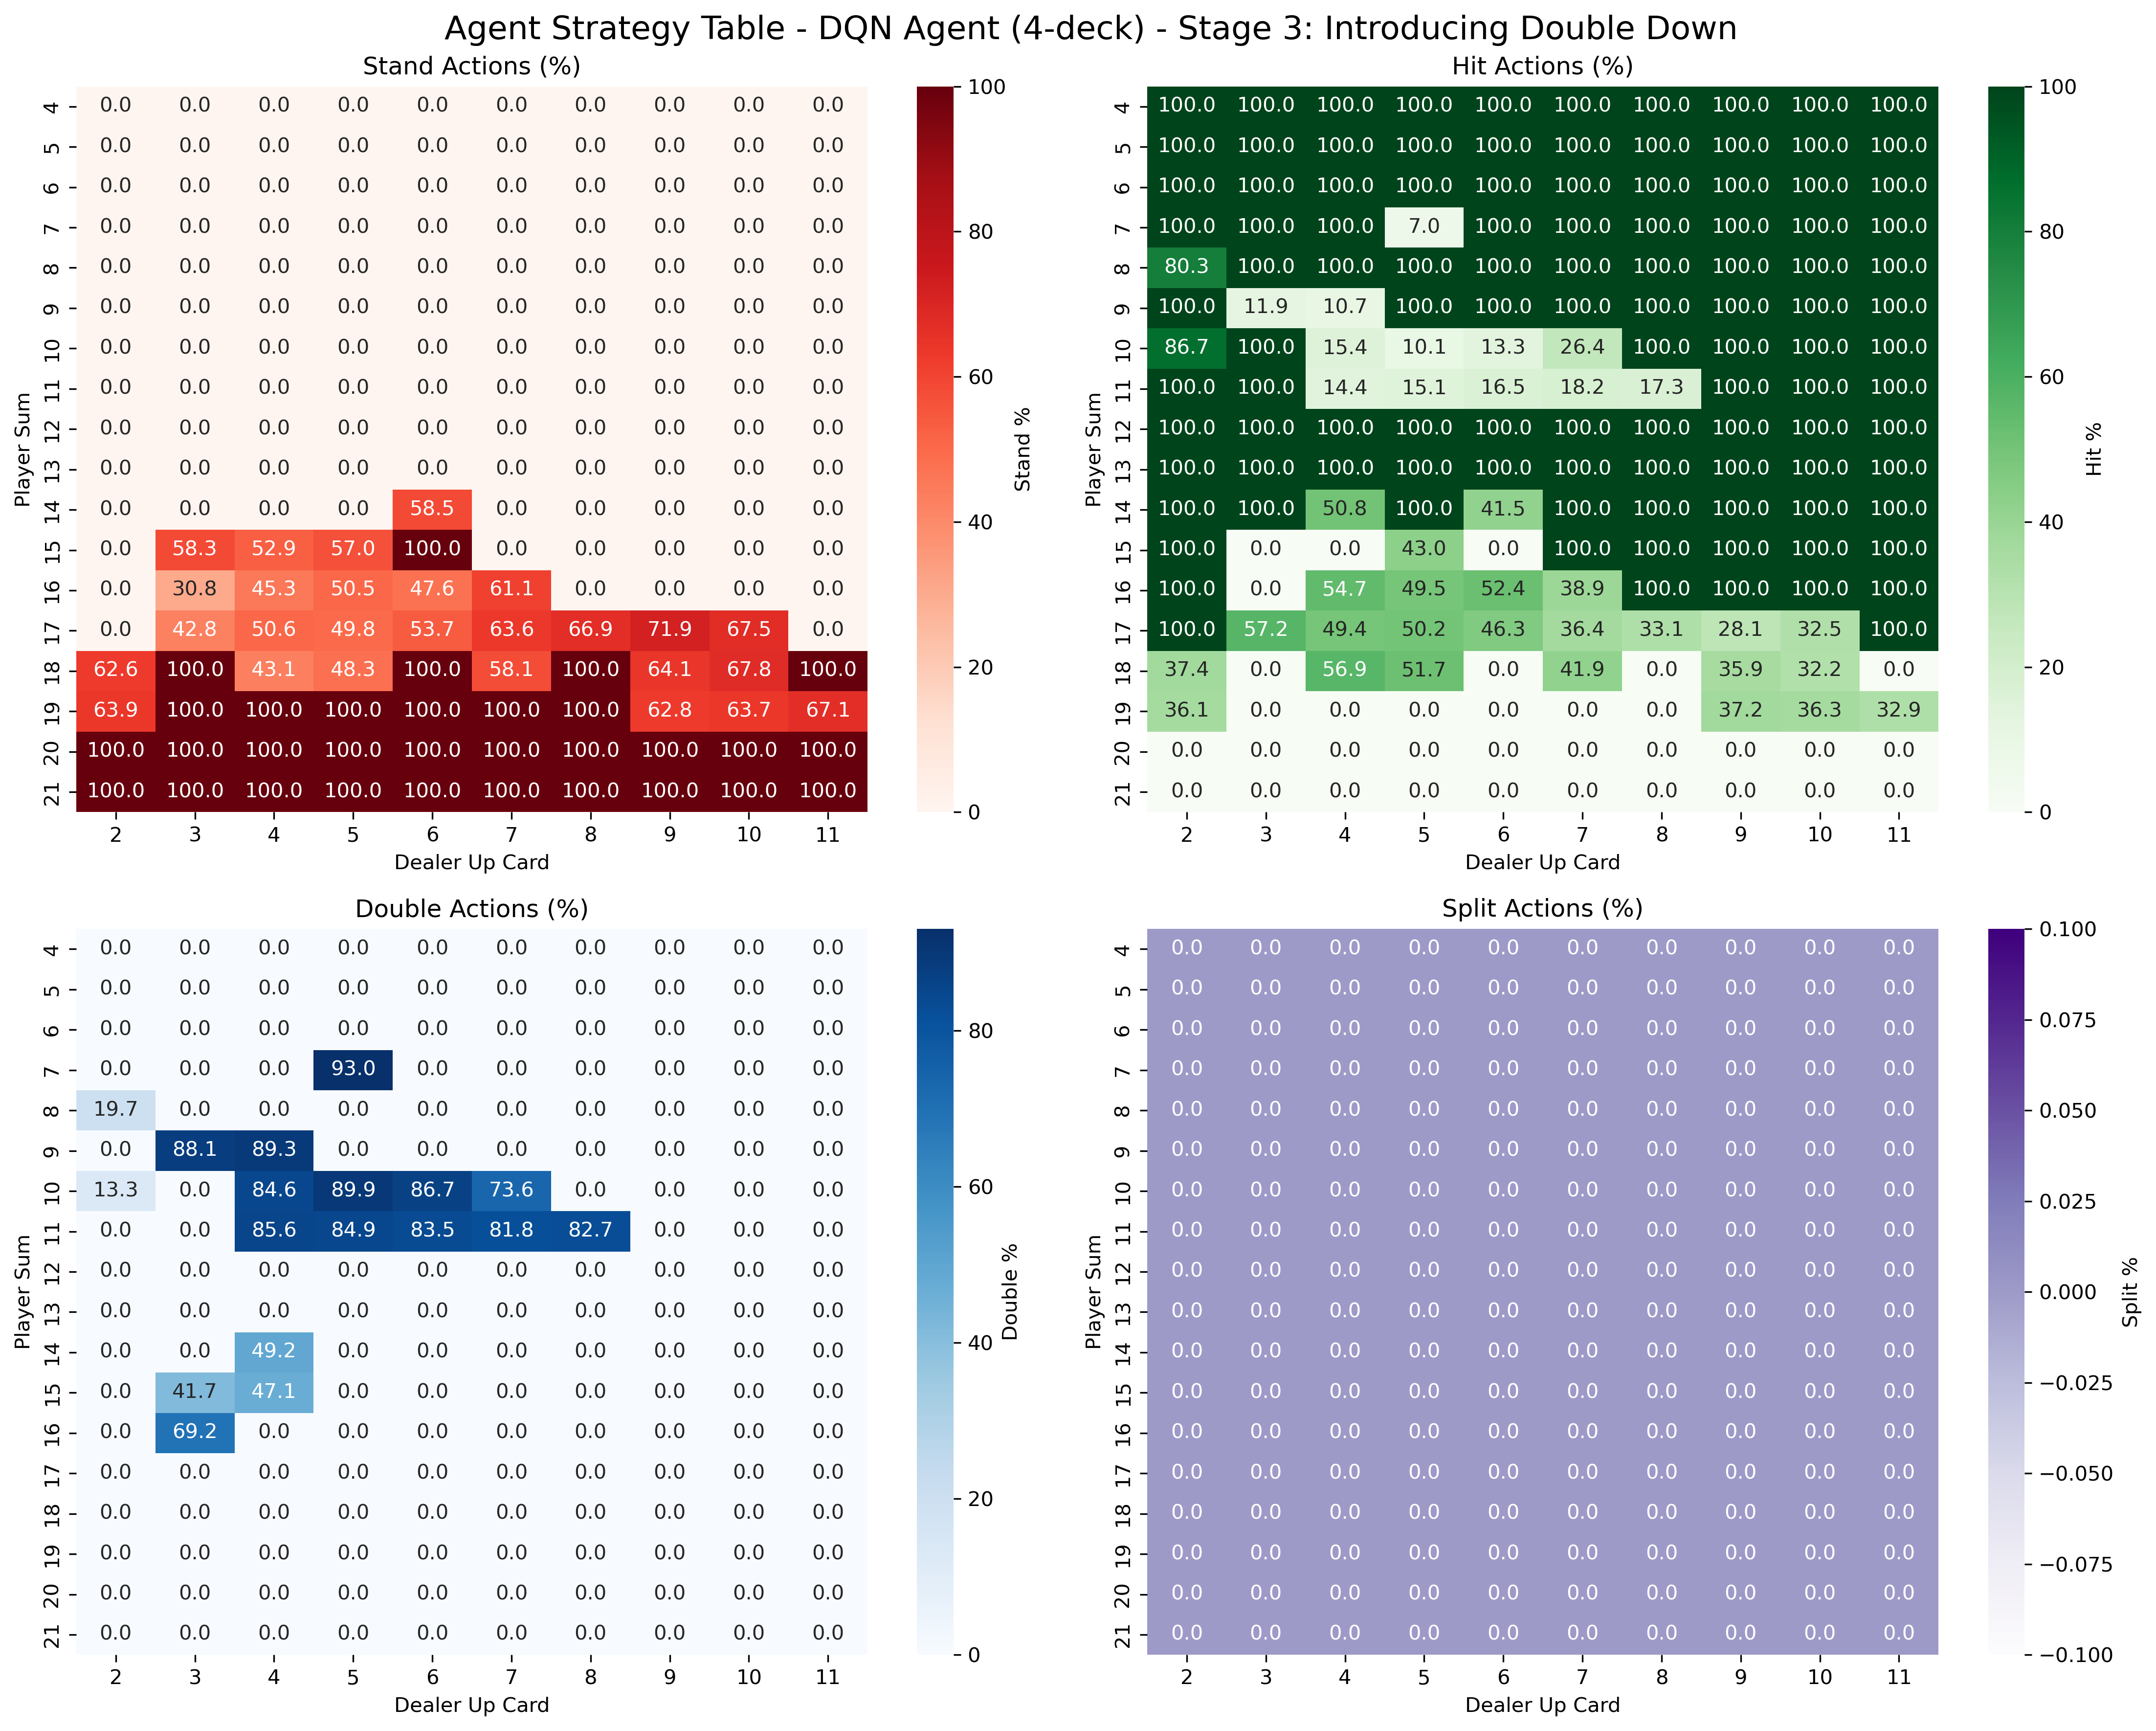 Agent Strategy Table - DQN Agent (4-deck) - Stage 3: Introducing Double Down
Stand Actions (%)
4 0.0 0.0 0.0 0.0 0.0 0.0 0.0 0.0 0.0 0.0
5 0.0 0.0 0.0 0.0 0.0 0.0 0.0 0.0 0.0 0.0
6 0.0 0.0 0.0 0.0 0.0 0.0 0.0 0.0 0.0 0.0
7 0.0 0.0 0.0 0.0 0.0 0.0 0.0 0.0 0.0 0.0
8 0.0 0.0 0.0 0.0 0.0 0.0 0.0 0.0 0.0 0.0
9 0.0 0.0 0.0 0.0 0.0 0.0 0.0 0.0 0.0 0.0
10 0.0 0.0 0.0 0.0 0.0 0.0 0.0 0.0 0.0 0.0
11 0.0 0.0 0.0 0.0 0.0 0.0 0.0 0.0 0.0 0.0
12 0.0 0.0 0.0 0.0 0.0 0.0 0.0 0.0 0.0 0.0
13 0.0 0.0 0.0 0.0 0.0 0.0 0.0 0.0 0.0 0.0
14 0.0 0.0 0.0 0.0 58.5 0.0 0.0 0.0 0.0 0.0
15 0.0 58.3 52.9 57.0 100.0 0.0 0.0 0.0 0.0 0.0
16 0.0 30.8 45.3 50.5 47.6 61.1 0.0 0.0 0.0 0.0
17 0.0 42.8 50.6 49.8 53.7 63.6 66.9 71.9 67.5 0.0
18 62.6 100.0 43.1 48.3 100.0 58.1 100.0 64.1 67.8 100.0
19 63.9 100.0 100.0 100.0 100.0 100.0 100.0 62.8 63.7 67.1
20 100.0 100.0 100.0 100.0 100.0 100.0 100.0 100.0 100.0 100.0
21 100.0 100.0 100.0 100.0 100.0 100.0 100.0 100.0 100.0 100.0
2 3 4 5 6 7 8 9 10 11
Dealer Up Card
Player Sum
100
80
60
40
20
0
Stand %
Hit Actions (%)
4 100.0 100.0 100.0 100.0 100.0 100.0 100.0 100.0 100.0 100.0
5 100.0 100.0 100.0 100.0 100.0 100.0 100.0 100.0 100.0 100.0
6 100.0 100.0 100.0 100.0 100.0 100.0 100.0 100.0 100.0 100.0
7 100.0 100.0 100.0 7.0 100.0 100.0 100.0 100.0 100.0 100.0
8 80.3 100.0 100.0 100.0 100.0 100.0 100.0 100.0 100.0 100.0
9 100.0 11.9 10.7 100.0 100.0 100.0 100.0 100.0 100.0 100.0
10 86.7 100.0 15.4 10.1 13.3 26.4 100.0 100.0 100.0 100.0
11 100.0 100.0 14.4 15.1 16.5 18.2 17.3 100.0 100.0 100.0
12 100.0 100.0 100.0 100.0 100.0 100.0 100.0 100.0 100.0 100.0
13 100.0 100.0 100.0 100.0 100.0 100.0 100.0 100.0 100.0 100.0
14 100.0 100.0 50.8 100.0 41.5 100.0 100.0 100.0 100.0 100.0
15 100.0 0.0 0.0 43.0 0.0 100.0 100.0 100.0 100.0 100.0
16 100.0 0.0 54.7 49.5 52.4 38.9 100.0 100.0 100.0 100.0
17 100.0 57.2 49.4 50.2 46.3 36.4 33.1 28.1 32.5 100.0
18 37.4 0.0 56.9 51.7 0.0 41.9 0.0 35.9 32.2 0.0
19 36.1 0.0 0.0 0.0 0.0 0.0 0.0 37.2 36.3 32.9
20 0.0 0.0 0.0 0.0 0.0 0.0 0.0 0.0 0.0 0.0
21 0.0 0.0 0.0 0.0 0.0 0.0 0.0 0.0 0.0 0.0
2 3 4 5 6 7 8 9 10 11
Dealer Up Card
Player Sum
100
80
60
40
20
0
Hit %
Double Actions (%)
4 0.0 0.0 0.0 0.0 0.0 0.0 0.0 0.0 0.0 0.0
5 0.0 0.0 0.0 0.0 0.0 0.0 0.0 0.0 0.0 0.0
6 0.0 0.0 0.0 0.0 0.0 0.0 0.0 0.0 0.0 0.0
7 0.0 0.0 0.0 93.0 0.0 0.0 0.0 0.0 0.0 0.0
8 19.7 0.0 0.0 0.0 0.0 0.0 0.0 0.0 0.0 0.0
9 0.0 88.1 89.3 0.0 0.0 0.0 0.0 0.0 0.0 0.0
10 13.3 0.0 84.6 89.9 86.7 73.6 0.0 0.0 0.0 0.0
11 0.0 0.0 85.6 84.9 83.5 81.8 82.7 0.0 0.0 0.0
12 0.0 0.0 0.0 0.0 0.0 0.0 0.0 0.0 0.0 0.0
13 0.0 0.0 0.0 0.0 0.0 0.0 0.0 0.0 0.0 0.0
14 0.0 0.0 49.2 0.0 0.0 0.0 0.0 0.0 0.0 0.0
15 0.0 41.7 47.1 0.0 0.0 0.0 0.0 0.0 0.0 0.0
16 0.0 69.2 0.0 0.0 0.0 0.0 0.0 0.0 0.0 0.0
17 0.0 0.0 0.0 0.0 0.0 0.0 0.0 0.0 0.0 0.0
18 0.0 0.0 0.0 0.0 0.0 0.0 0.0 0.0 0.0 0.0
19 0.0 0.0 0.0 0.0 0.0 0.0 0.0 0.0 0.0 0.0
20 0.0 0.0 0.0 0.0 0.0 0.0 0.0 0.0 0.0 0.0
21 0.0 0.0 0.0 0.0 0.0 0.0 0.0 0.0 0.0 0.0
2 3 4 5 6 7 8 9 10 11
Dealer Up Card
Player Sum
80
60
40
20
0
Double %
Split Actions (%)
4 0.0 0.0 0.0 0.0 0.0 0.0 0.0 0.0 0.0 0.0
5 0.0 0.0 0.0 0.0 0.0 0.0 0.0 0.0 0.0 0.0
6 0.0 0.0 0.0 0.0 0.0 0.0 0.0 0.0 0.0 0.0
7 0.0 0.0 0.0 0.0 0.0 0.0 0.0 0.0 0.0 0.0
8 0.0 0.0 0.0 0.0 0.0 0.0 0.0 0.0 0.0 0.0
9 0.0 0.0 0.0 0.0 0.0 0.0 0.0 0.0 0.0 0.0
10 0.0 0.0 0.0 0.0 0.0 0.0 0.0 0.0 0.0 0.0
11 0.0 0.0 0.0 0.0 0.0 0.0 0.0 0.0 0.0 0.0
12 0.0 0.0 0.0 0.0 0.0 0.0 0.0 0.0 0.0 0.0
13 0.0 0.0 0.0 0.0 0.0 0.0 0.0 0.0 0.0 0.0
14 0.0 0.0 0.0 0.0 0.0 0.0 0.0 0.0 0.0 0.0
15 0.0 0.0 0.0 0.0 0.0 0.0 0.0 0.0 0.0 0.0
16 0.0 0.0 0.0 0.0 0.0 0.0 0.0 0.0 0.0 0.0
17 0.0 0.0 0.0 0.0 0.0 0.0 0.0 0.0 0.0 0.0
18 0.0 0.0 0.0 0.0 0.0 0.0 0.0 0.0 0.0 0.0
19 0.0 0.0 0.0 0.0 0.0 0.0 0.0 0.0 0.0 0.0
20 0.0 0.0 0.0 0.0 0.0 0.0 0.0 0.0 0.0 0.0
21 0.0 0.0 0.0 0.0 0.0 0.0 0.0 0.0 0.0 0.0
2 3 4 5 6 7 8 9 10 11
Dealer Up Card
Player Sum
0.100
0.075
0.050
0.025
0.000
−0.025
−0.050
−0.075
−0.100
Split %